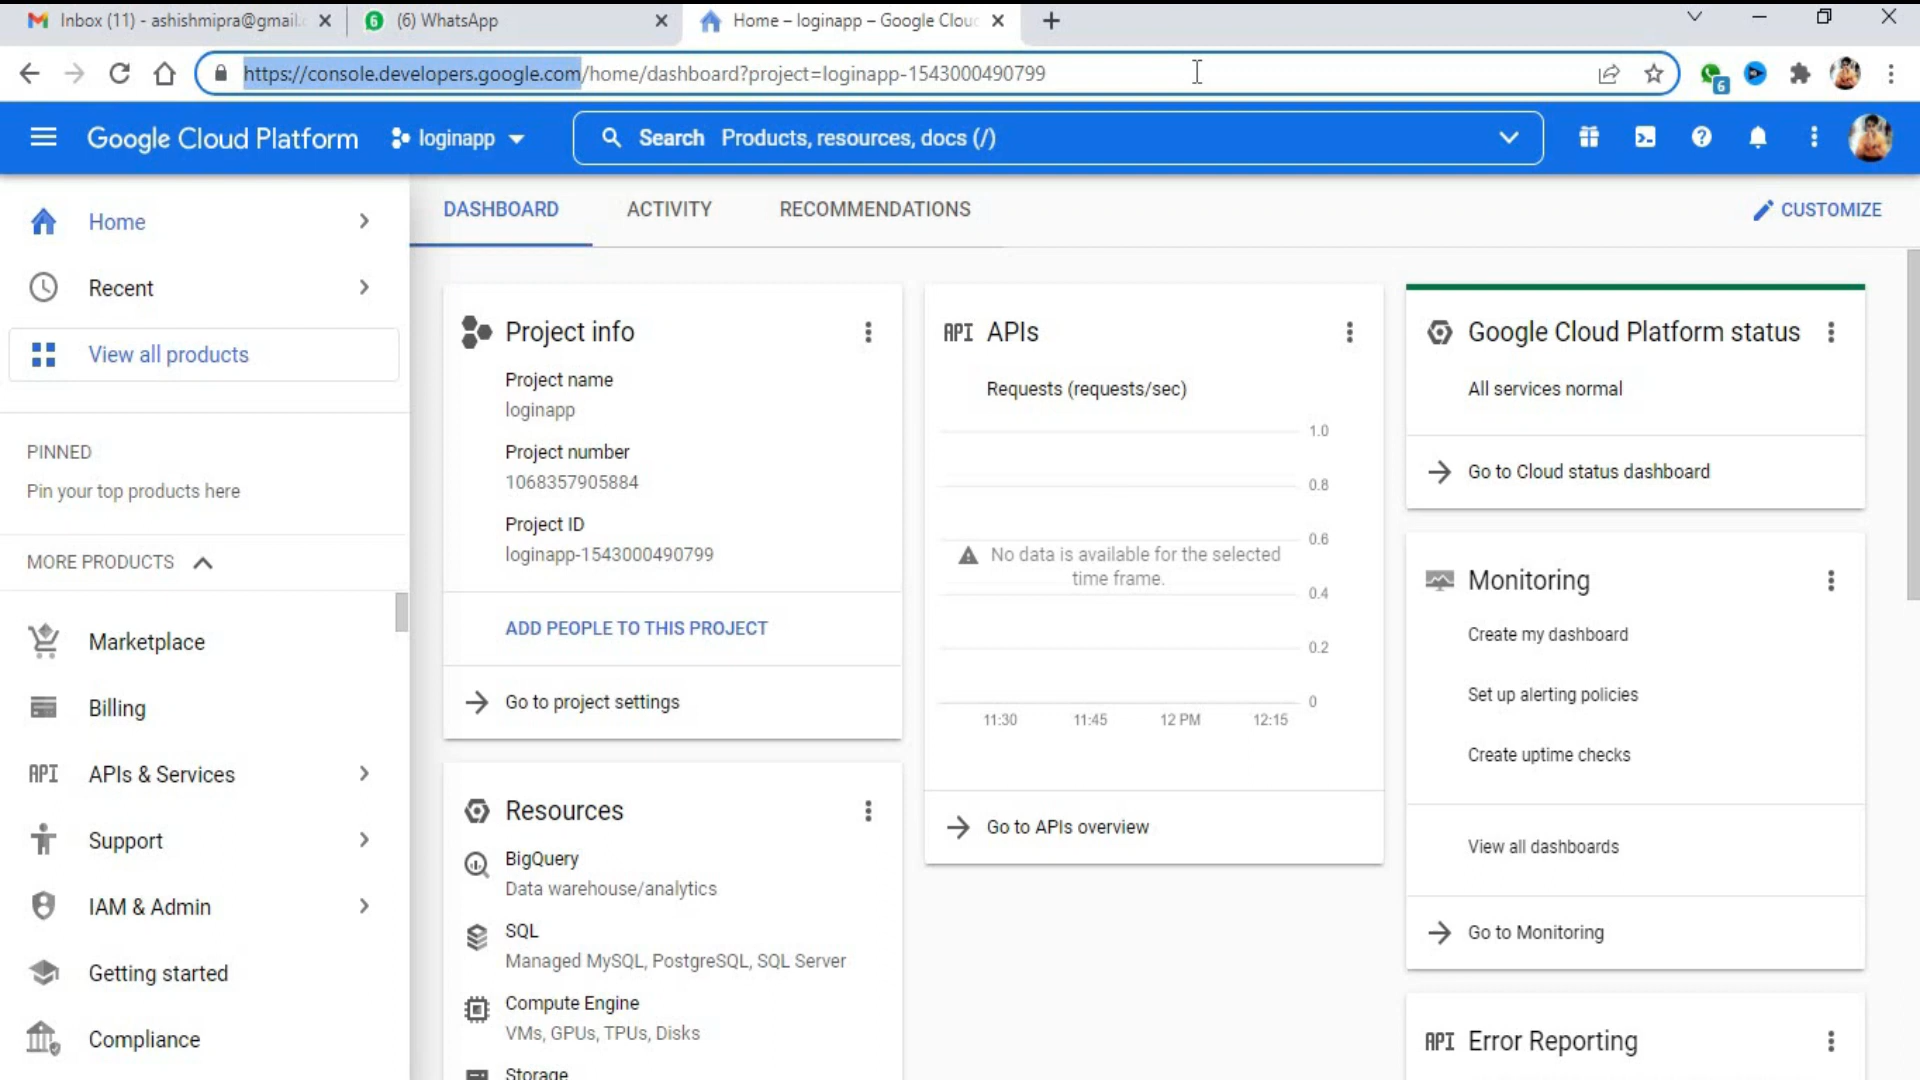 Inbox (11) - ashishmipra@gmail.
6 (6) WhatsApp
Home – loginapp – Google Clou
https://console.developers.google.com/home/dashboard?project=loginapp-1543000490799
6
Google Cloud Platform
loginapp
Search Products, resources, docs (/)
Home
Recent
View all products
PINNED
Pin your top products here
MORE PRODUCTS
Marketplace
Billing
API APIs & Services
Support
IAM & Admin
Getting started
Compliance
DASHBOARD
ACTIVITY
RECOMMENDATIONS
CUSTOMIZE
Project info
Project name
loginapp
Project number
1068357905884
Project ID
loginapp-1543000490799
ADD PEOPLE TO THIS PROJECT
Go to project settings
Resources
BigQuery
Data warehouse/analytics
SQL
Managed MySQL, PostgreSQL, SQL Server
Compute Engine
VMs, GPUs, TPUs, Disks
Storage
API APIs
Requests (requests/sec)
1.0
0.8
0.6
No data is available for the selected
time frame.
0.4
0.2
0
11:30 11:45 12 PM 12:15
Go to APIs overview
Google Cloud Platform status
All services normal
Go to Cloud status dashboard
Monitoring
Create my dashboard
Set up alerting policies
Create uptime checks
View all dashboards
Go to Monitoring
API Error Reporting